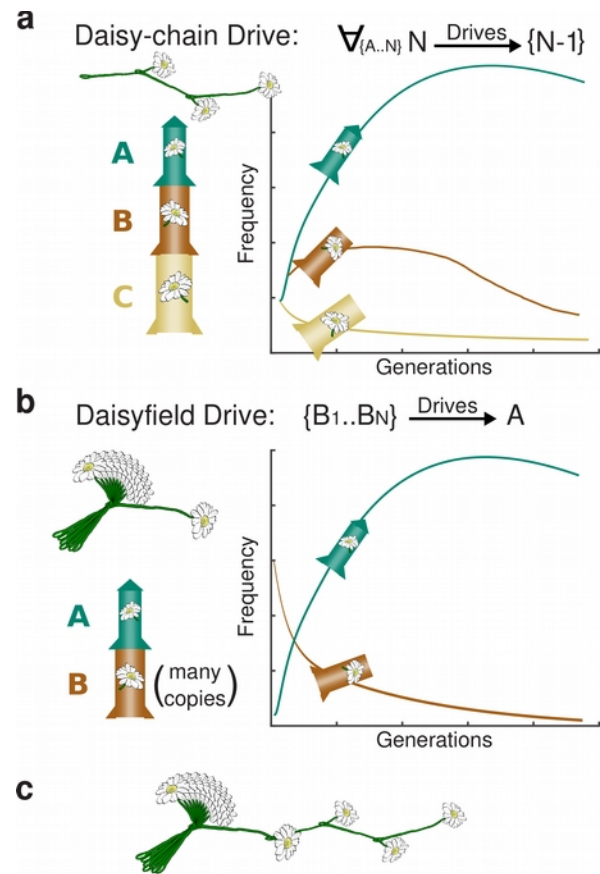 a
Daisy-chain Drive: ∀{A..N} N Drives {N-1}
A
B
C
Frequency
Generations
b
Daisyfield Drive: {B1..BN} Drives A
A
B (many copies)
Frequency
Generations
c